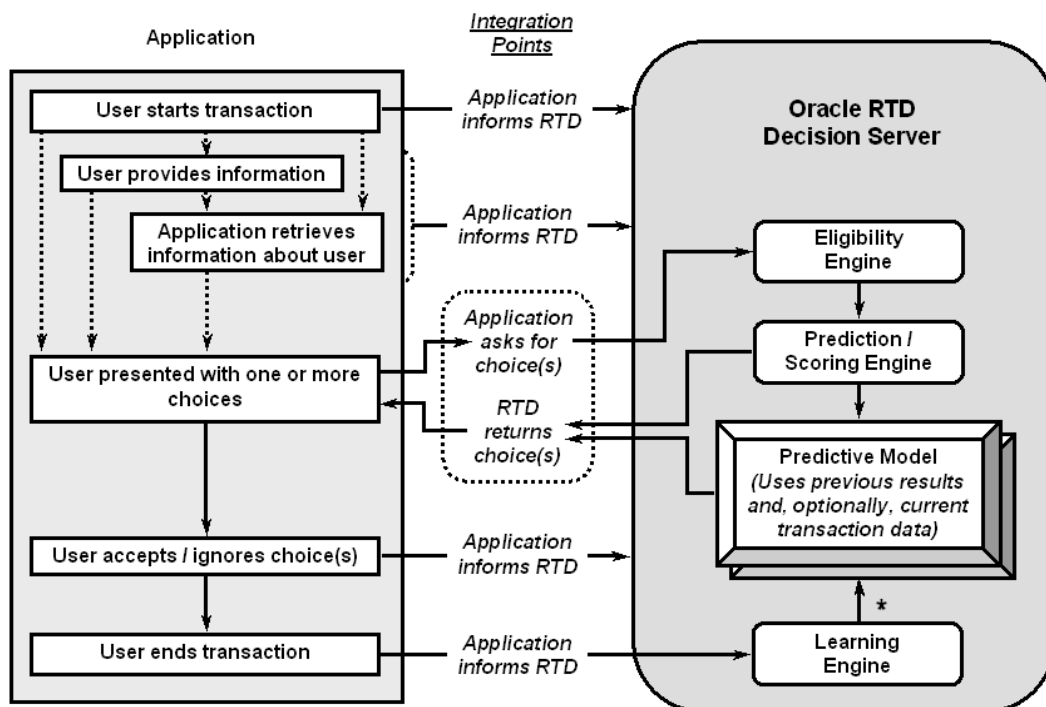 Application
Integration
Points
User starts transaction
Application
informs RTD
Oracle RTD
Decision Server
User provides information
Application retrieves
information about user
Application
informs RTD
Eligibility
Engine
Application
asks for
choice(s)
Prediction /
Scoring Engine
User presented with one or more
choices
RTD
returns
choice(s)
Predictive Model
(Uses previous results
and, optionally, current
transaction data)
User accepts / ignores choice(s)
Application
informs RTD
*
User ends transaction
Application
informs RTD
Learning
Engine